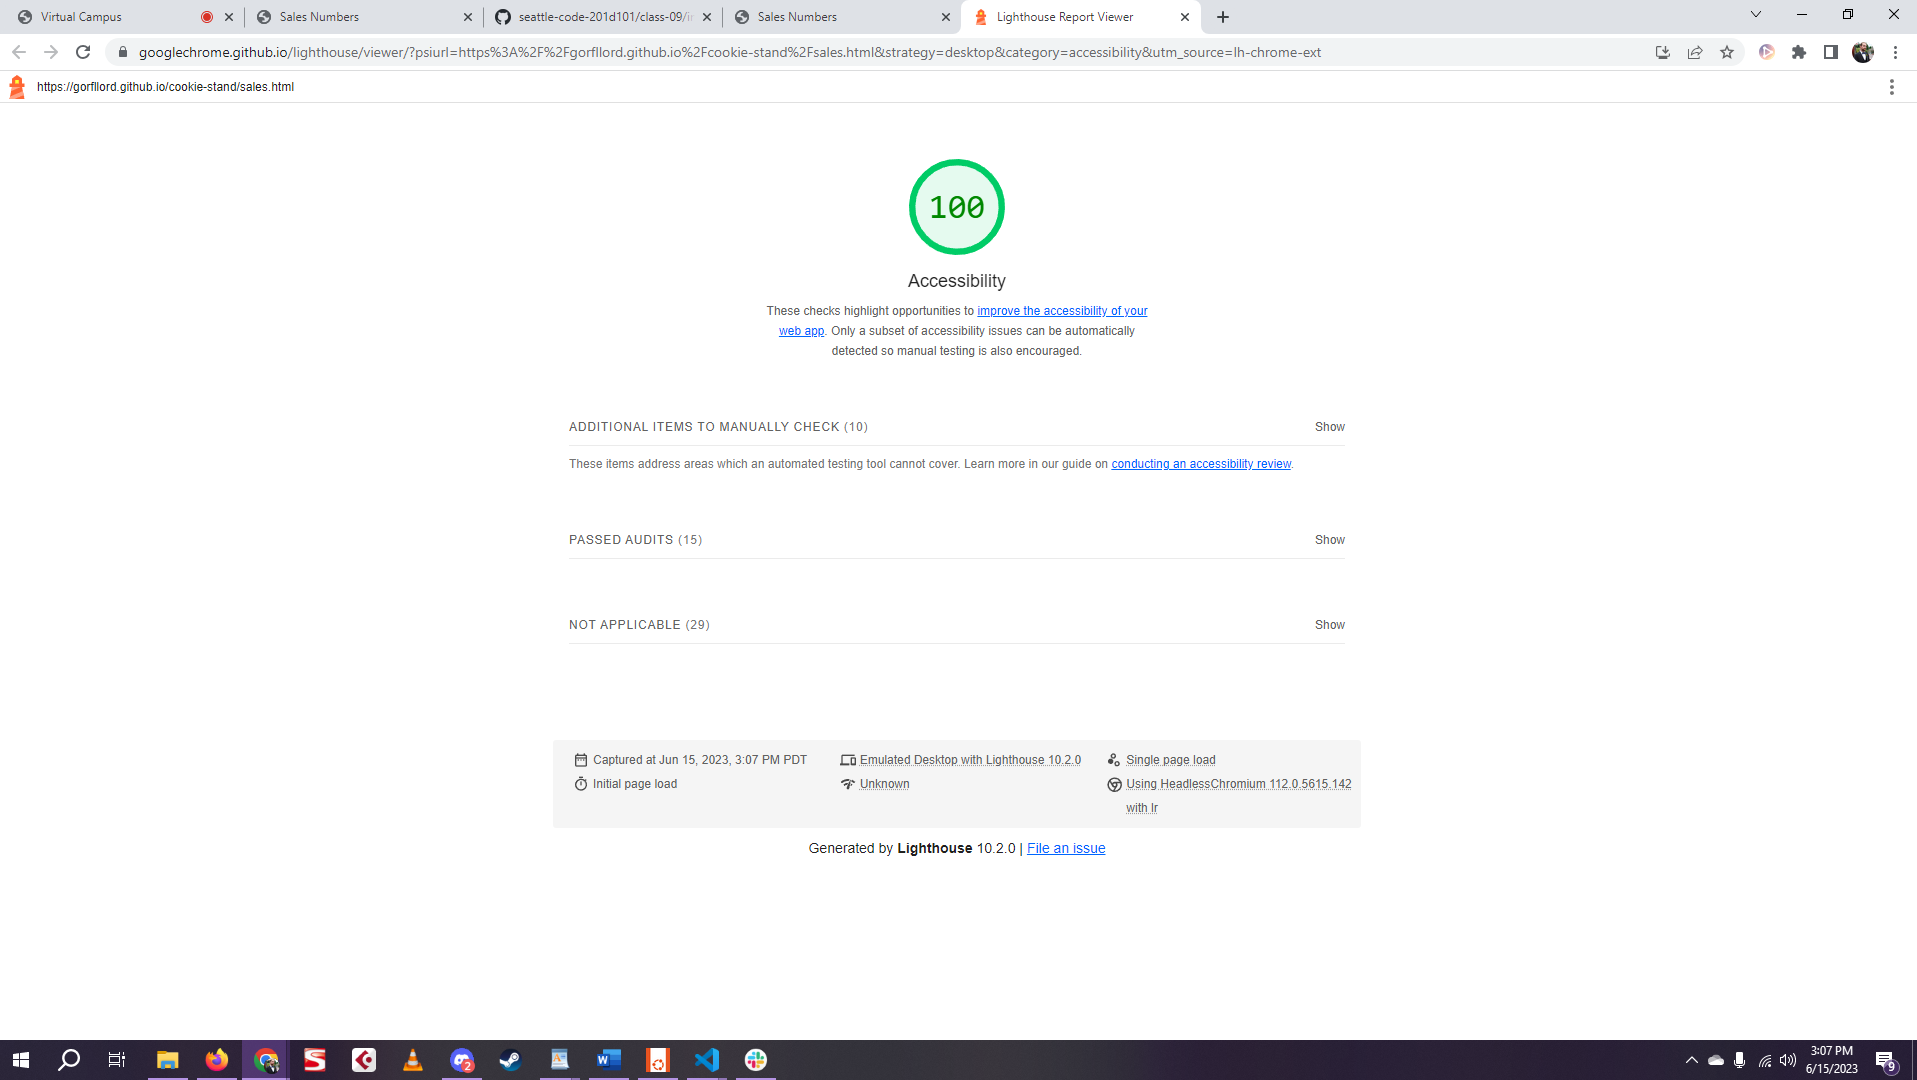 Virtual Campus
Sales Numbers
seattle-code-201d101/class-09/in
Sales Numbers
Lighthouse Report Viewer
googlechrome.github.io/lighthouse/viewer/?psiurl=https%3A%2F%2Fgorfllord.github.io%2Fcookie-stand%2Fsales.html&strategy=desktop&category=accessibility&utm_source=lh-chrome-ext
https://gorfllord.github.io/cookie-stand/sales.html
100
Accessibility
These checks highlight opportunities to improve the accessibility of your
web app. Only a subset of accessibility issues can be automatically
detected so manual testing is also encouraged.
ADDITIONAL ITEMS TO MANUALLY CHECK (10)
Show
These items address areas which an automated testing tool cannot cover. Learn more in our guide on conducting an accessibility review.
PASSED AUDITS (15)
Show
NOT APPLICABLE (29)
Show
Captured at Jun 15, 2023, 3:07 PM PDT
Emulated Desktop with Lighthouse 10.2.0
Single page load
Initial page load
Unknown
Using HeadlessChromium 112.0.5615.142
with lr
Generated by Lighthouse 10.2.0 | File an issue
2
3:07 PM
6/15/2023
9